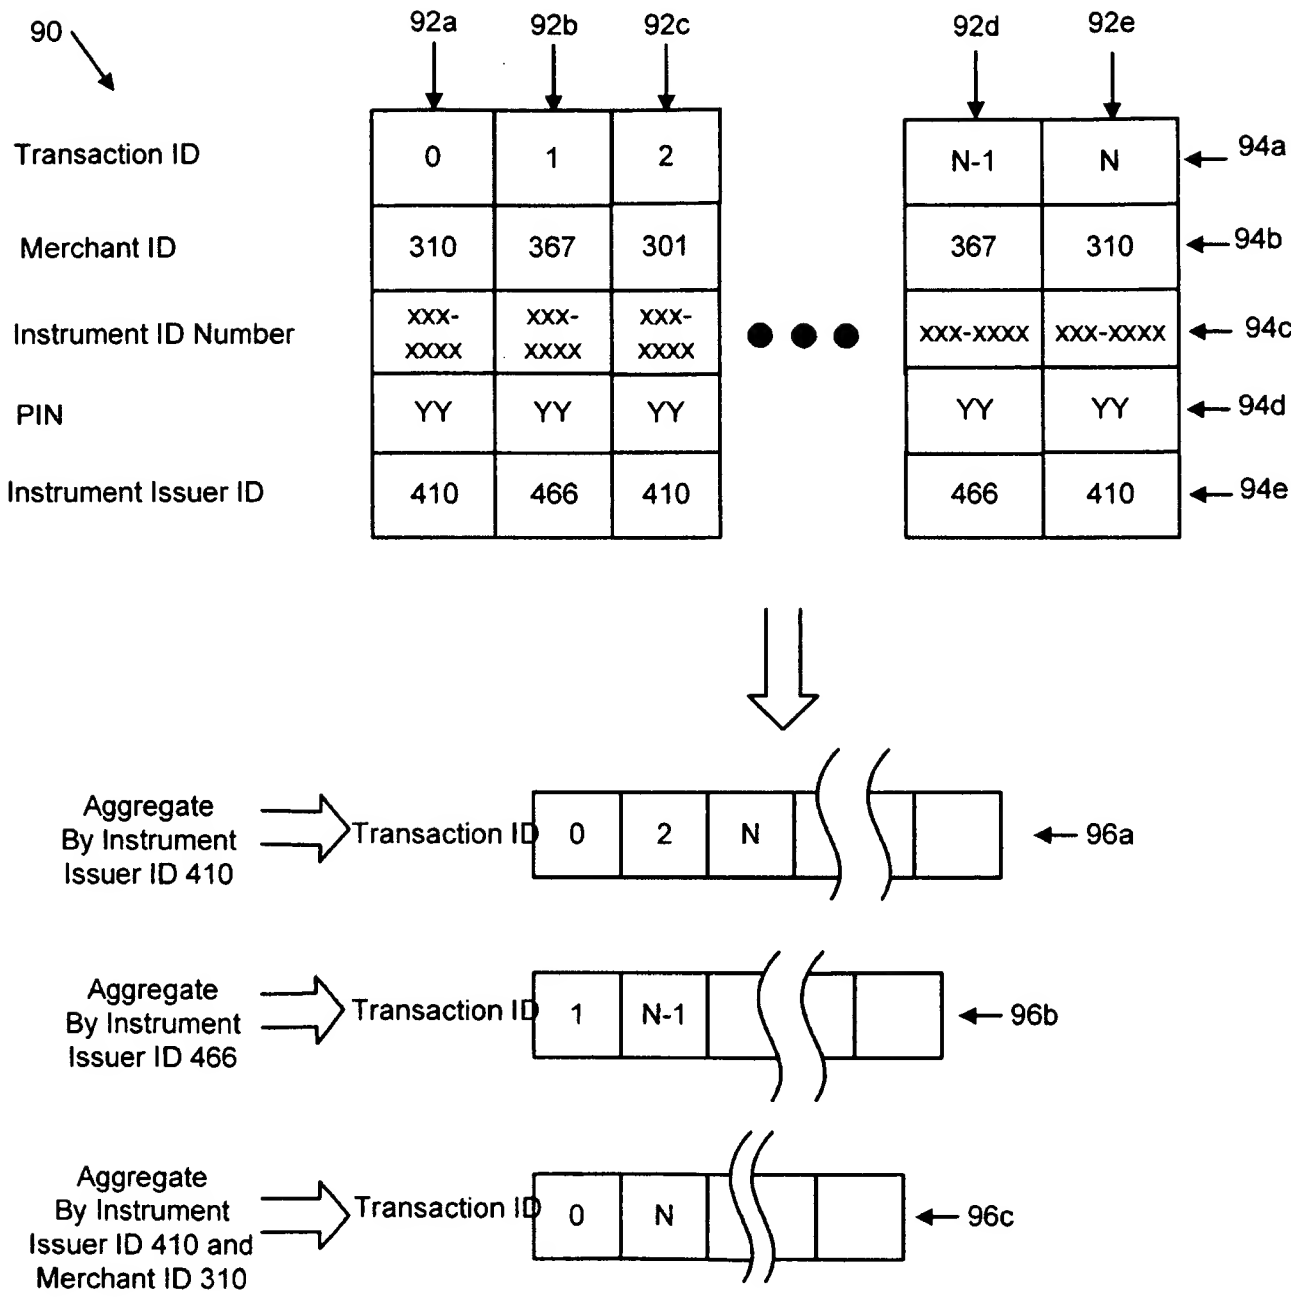 90
92a 92b 92c 92d 92e
Transaction ID 0 1 2 N-1 N 94a
Merchant ID 310 367 301 367 310 94b
Instrument ID Number xxx-xxxx xxx-xxxx xxx-xxxx xxx-xxxx xxx-xxxx 94c
PIN YY YY YY YY YY 94d
Instrument Issuer ID 410 466 410 466 410 94e
Aggregate
By Instrument
Issuer ID 410
Transaction ID 0 2 N 96a
Aggregate
By Instrument
Issuer ID 466
Transaction ID 1 N-1 96b
Aggregate
By Instrument
Issuer ID 410 and
Merchant ID 310
Transaction ID 0 N 96c